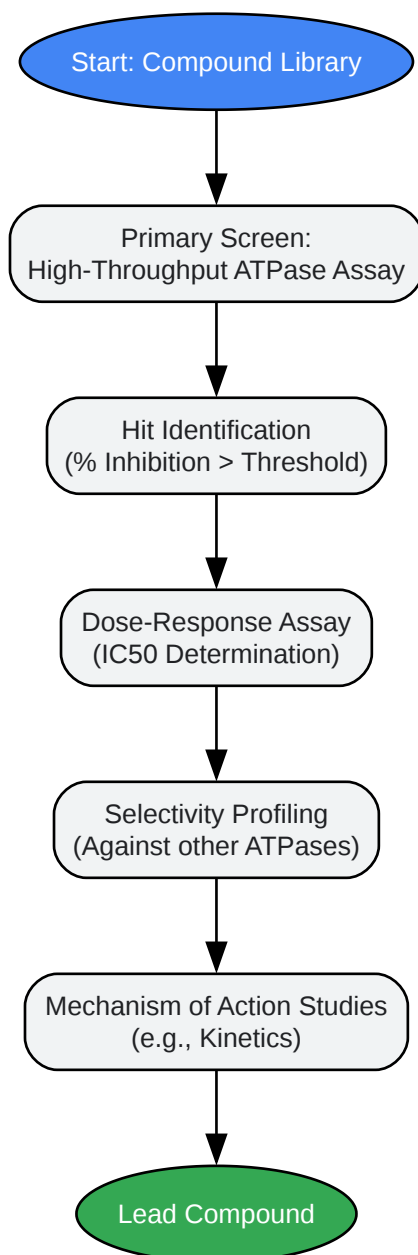 Start: Compound Library
Primary Screen:
High-Throughput ATPase Assay
Hit Identification
(% Inhibition > Threshold)
Dose-Response Assay
(IC50 Determination)
Selectivity Profiling
(Against other ATPases)
Mechanism of Action Studies
(e.g., Kinetics)
Lead Compound